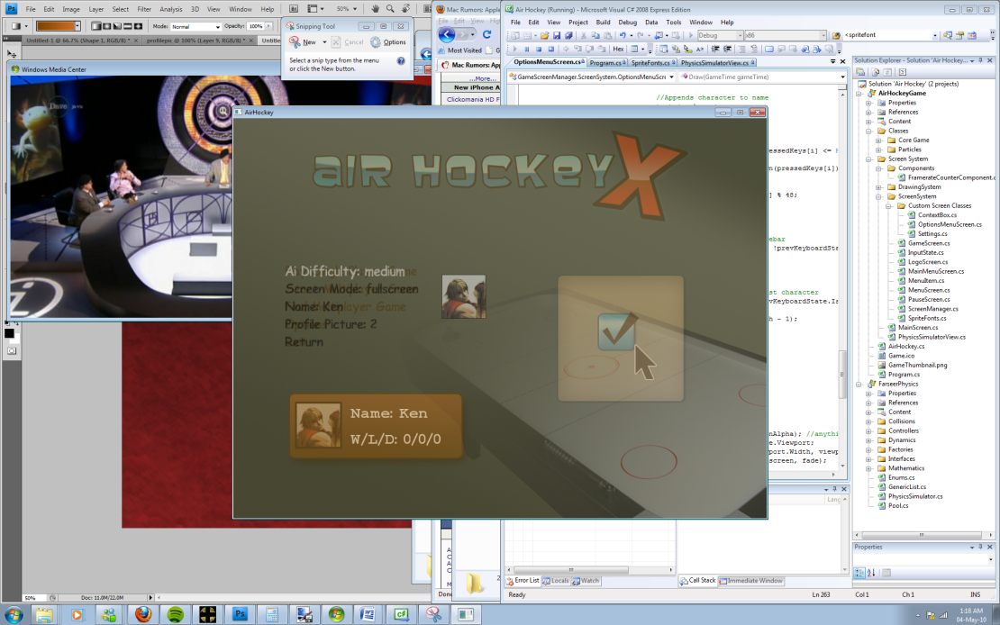 File Edit Image Layer Select Filter Analysis 3D View Window Help
50%
Mode: Normal Opacity: 100%
Untitled-1 @ 66.7% (Shape 1, RGB/8) * × profilepic @ 100% (Layer 9, RGB/8) * × Untitl
Windows Media Center
Dave
Snipping Tool
New Cancel Options
Select a snip type from the menu
or click the New button.
Mac Rumors: Apple
File Edit View
Most Visited G
Mac Rumors: App
...More...
New iPhone A
Clickomania HD F
Air Hockey (Running) - Microsoft Visual C# 2008 Express Edition
File Edit View Project Build Debug Data Tools Window Help
Debug x86 <spritefont
Hex
OptionsMenuScreen.cs Program.cs SpriteFonts.cs PhysicsSimulatorView.cs
GameScreenManager.ScreenSystem.OptionsMenuScre Draw(GameTime gameTime)
//Appends character to name
pressedKeys[i] <=
n(pressedKeys[i])
] % 48;
ebar
!prevKeyboardSta
st character
vKeyboardState.Is
h - 1);
nAlpha); //anythi
e.Viewport;
port.Width, viewp
screen, fade);
AirHockey
AIR HOCKEY X
Ai Difficulty: medium
Screen Mode: fullscreen
Name: Ken
Profile Picture: 2
Return
layer Game
Name: Ken
W/L/D: 0/0/0
Solution Explorer - Solution 'Air Hockey'...
Solution 'Air Hockey' (2 projects)
AirHockeyGame
Properties
References
Content
Classes
Core Game
Particles
Screen System
Components
FramerateCounterComponent.c
DrawingSystem
ScreenSystem
Custom Screen Classes
ContextBox.cs
OptionsMenuScreen.cs
Settings.cs
GameScreen.cs
InputState.cs
LogoScreen.cs
MainMenuScreen.cs
MenuItem.cs
MenuScreen.cs
PauseScreen.cs
ScreenManager.cs
SpriteFonts.cs
MainScreen.cs
PhysicsSimulatorView.cs
AirHockey.cs
Game.ico
GameThumbnail.png
Program.cs
FarseerPhysics
Properties
References
Content
Collisions
Controllers
Dynamics
Factories
Interfaces
Mathematics
Enums.cs
GenericList.cs
PhysicsSimulator.cs
Pool.cs
Properties
Lang
Error List Locals Watch
Call Stack Immediate Window
Ready Ln 263 Col 1 Ch 1 INS
50% Doc: 11.0M/22.0M
Done
1:18 AM
04-May-10